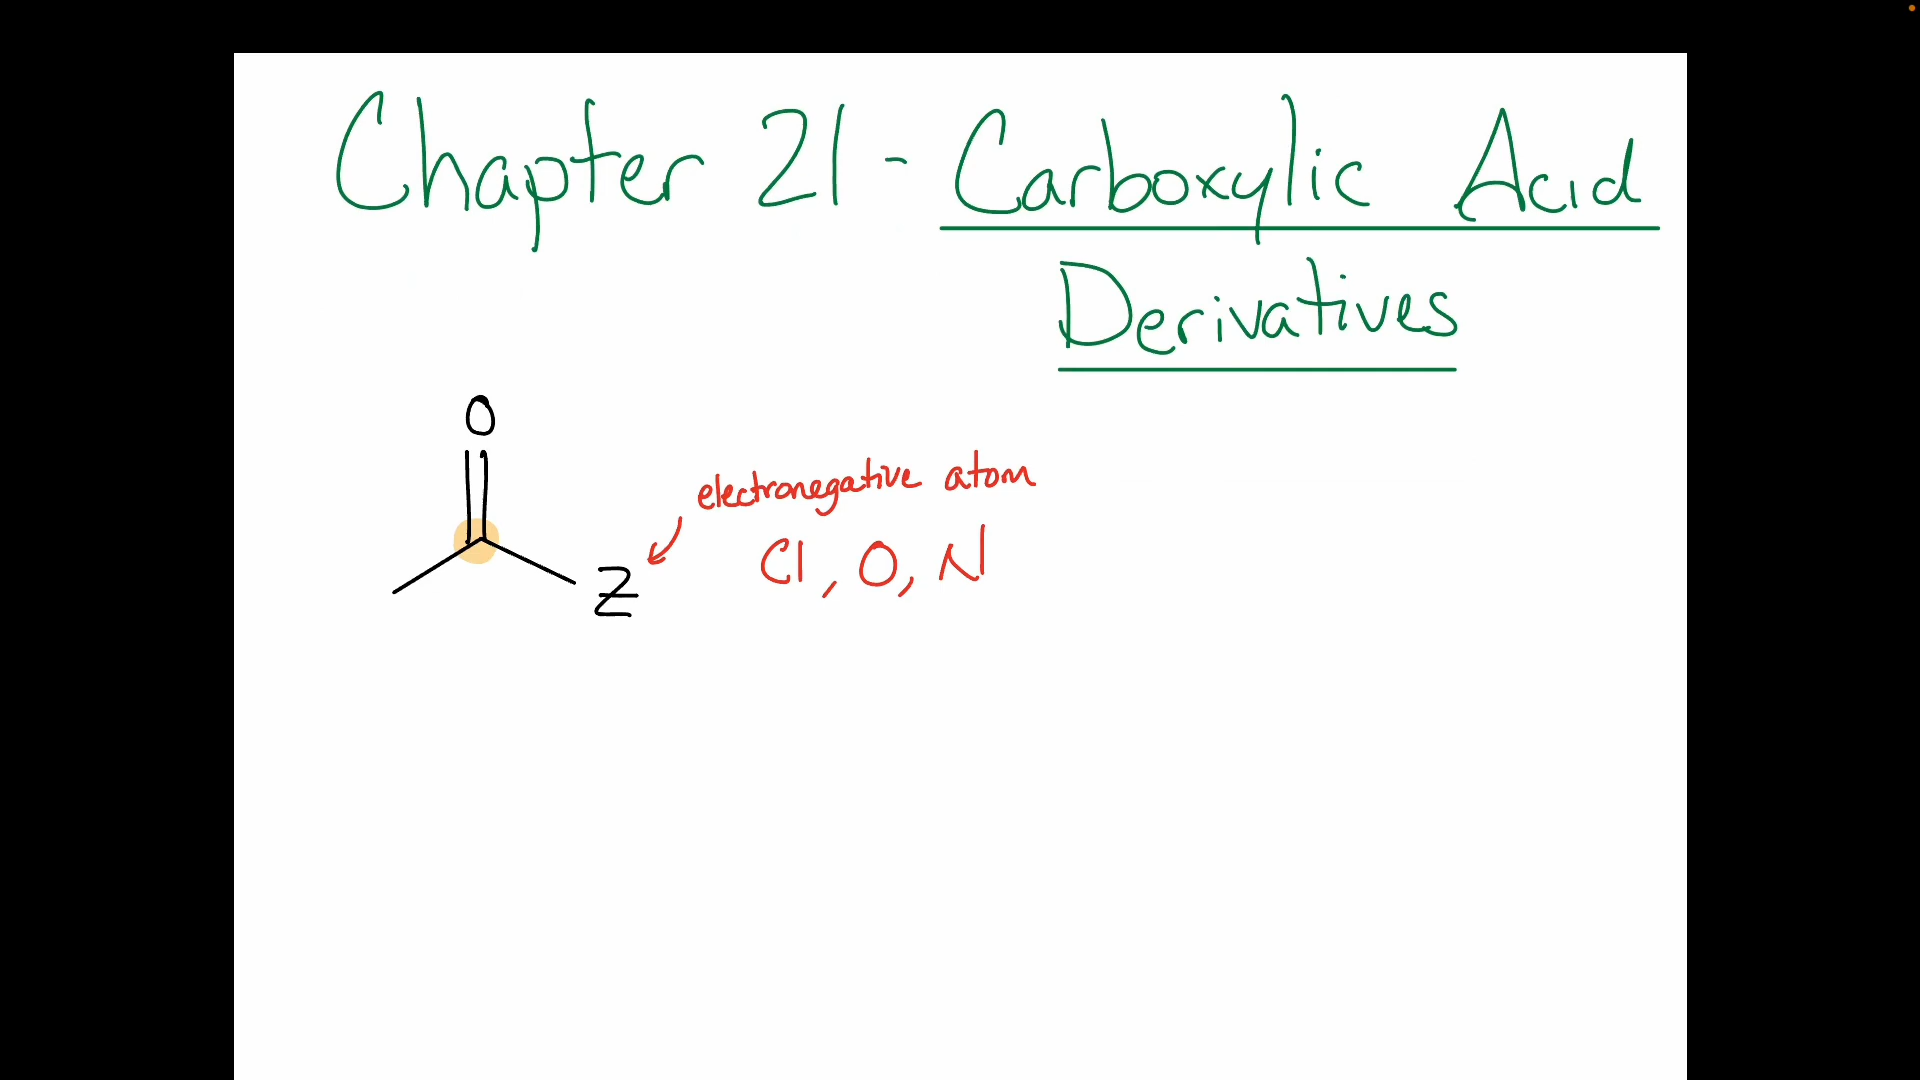 Chapter 21 - Carboxylic Acid
Derivatives
O
electronegative atom
Cl, O, N
Z